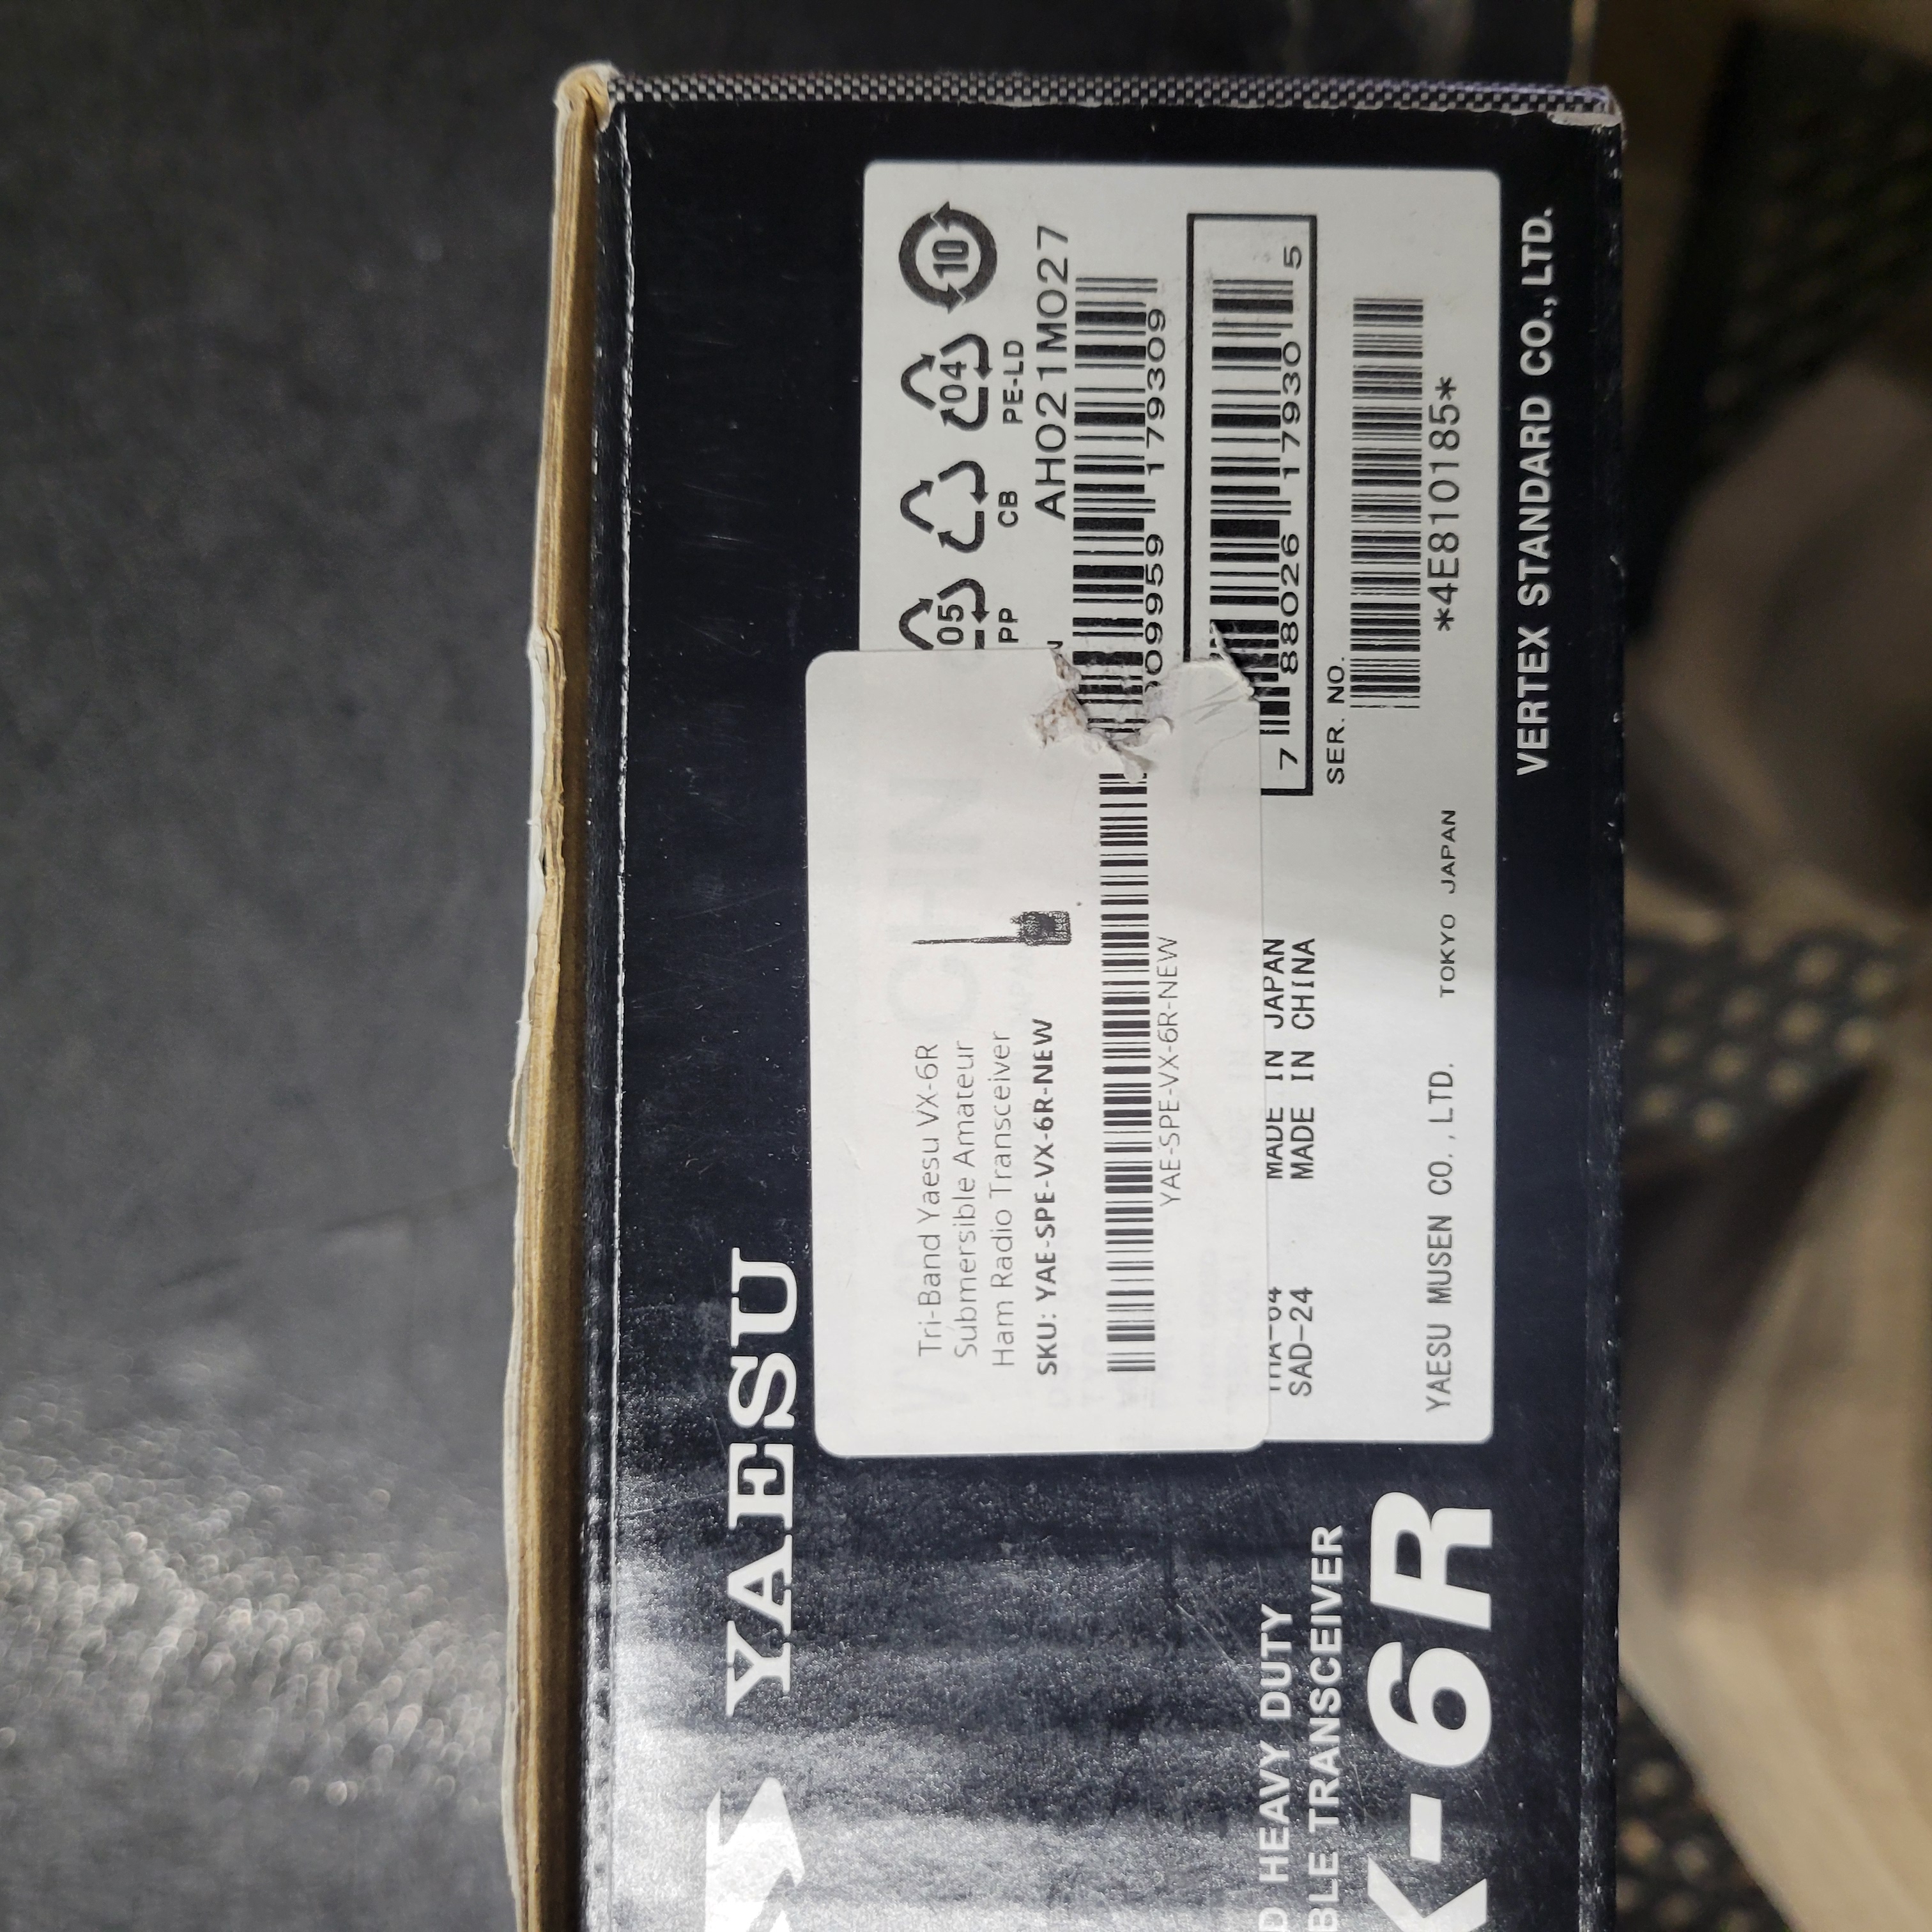 YAESU
D HEAVY DUTY
BLE TRANSCEIVER
X-6R
10
04
05
PE-LD
CB
PP
AH021M027
009959 179309
7 88026 17930 5
SER. NO.
*4E810185*
Tri-Band Yaesu VX-6R
Submersible Amateur
Ham Radio Transceiver
SKU: YAE-SPE-VX-6R-NEW
YAE-SPE-VX-6R-NEW
MADE IN JAPAN
SAD-24 MADE IN CHINA
YAESU MUSEN CO., LTD. TOKYO JAPAN
VERTEX STANDARD CO., LTD.